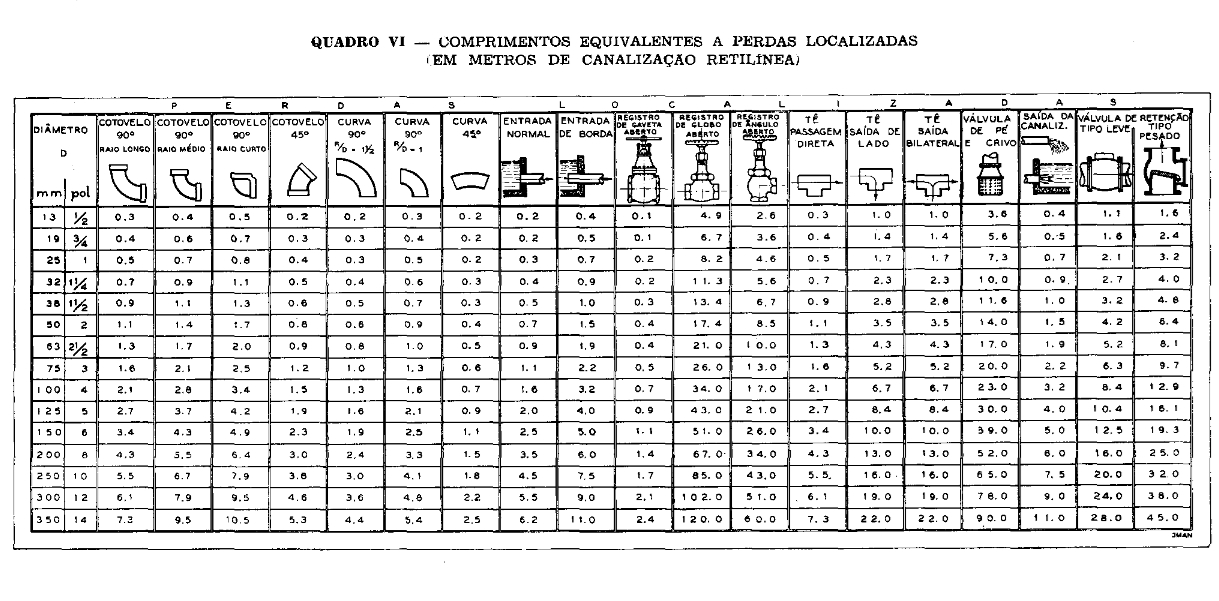 QUADRO VI — COMPRIMENTOS EQUIVALENTES A PERDAS LOCALIZADAS
(EM METROS DE CANALIZAÇÃO RETILÍNEA)
PERDAS LOCALIZADAS
DIÂMETRO D mm pol
COTOVELO 90° RAIO LONGO
COTOVELO 90° RAIO MÉDIO
COTOVELO 90° RAIO CURTO
COTOVELO 45°
CURVA 90° R/D - 1½
CURVA 90° R/D - 1
CURVA 45°
ENTRADA NORMAL
ENTRADA DE BORDA
REGISTRO DE GAVETA ABERTO
REGISTRO DE GLOBO ABERTO
REGISTRO DE ÂNGULO ABERTO
TÊ PASSAGEM DIRETA
TÊ SAÍDA DE LADO
TÊ SAÍDA BILATERAL
VÁLVULA DE PÉ E CRIVO
SAÍDA DA CANALIZ.
VÁLVULA DE RETENÇÃO
TIPO LEVE
TIPO PESADO
13 ½ 0.3 0.4 0.5 0.2 0.2 0.3 0.2 0.2 0.4 0.1 4.9 2.6 0.3 1.0 1.0 3.6 0.4 1.1 1.6
19 ¾ 0.4 0.6 0.7 0.3 0.3 0.4 0.2 0.2 0.5 0.1 6.7 3.6 0.4 1.4 1.4 5.6 0.5 1.6 2.4
25 1 0.5 0.7 0.8 0.4 0.3 0.5 0.2 0.3 0.7 0.2 8.2 4.6 0.5 1.7 1.7 7.3 0.7 2.1 3.2
32 1¼ 0.7 0.9 1.1 0.5 0.4 0.6 0.3 0.4 0.9 0.2 11.3 5.6 0.7 2.3 2.3 10.0 0.9 2.7 4.0
38 1½ 0.9 1.1 1.3 0.6 0.5 0.7 0.3 0.5 1.0 0.3 13.4 6.7 0.9 2.8 2.8 11.6 1.0 3.2 4.8
50 2 1.1 1.4 1.7 0.8 0.6 0.9 0.4 0.7 1.5 0.4 17.4 8.5 1.1 3.5 3.5 14.0 1.5 4.2 6.4
63 2½ 1.3 1.7 2.0 0.9 0.8 1.0 0.5 0.9 1.9 0.4 21.0 10.0 1.3 4.3 4.3 17.0 1.9 5.2 8.1
75 3 1.6 2.1 2.5 1.2 1.0 1.3 0.6 1.1 2.2 0.5 26.0 13.0 1.6 5.2 5.2 20.0 2.2 6.3 9.7
100 4 2.1 2.8 3.4 1.5 1.3 1.6 0.7 1.6 3.2 0.7 34.0 17.0 2.1 6.7 6.7 23.0 3.2 8.4 12.9
125 5 2.7 3.7 4.2 1.9 1.6 2.1 0.9 2.0 4.0 0.9 43.0 21.0 2.7 8.4 8.4 30.0 4.0 10.4 16.1
150 6 3.4 4.3 4.9 2.3 1.9 2.5 1.1 2.5 5.0 1.1 51.0 26.0 3.4 10.0 10.0 39.0 5.0 12.5 19.3
200 8 4.3 5.5 6.4 3.0 2.4 3.3 1.5 3.5 6.0 1.4 67.0 34.0 4.3 13.0 13.0 52.0 6.0 16.0 25.0
250 10 5.5 6.7 7.9 3.8 3.0 4.1 1.8 4.5 7.5 1.7 85.0 43.0 5.5 16.0 16.0 65.0 7.5 20.0 32.0
300 12 6.1 7.9 9.5 4.6 3.6 4.8 2.2 5.5 9.0 2.1 102.0 51.0 6.1 19.0 19.0 78.0 9.0 24.0 38.0
350 14 7.3 9.5 10.5 5.3 4.4 5.4 2.5 6.2 11.0 2.4 120.0 60.0 7.3 22.0 22.0 90.0 11.0 28.0 45.0
JMAN